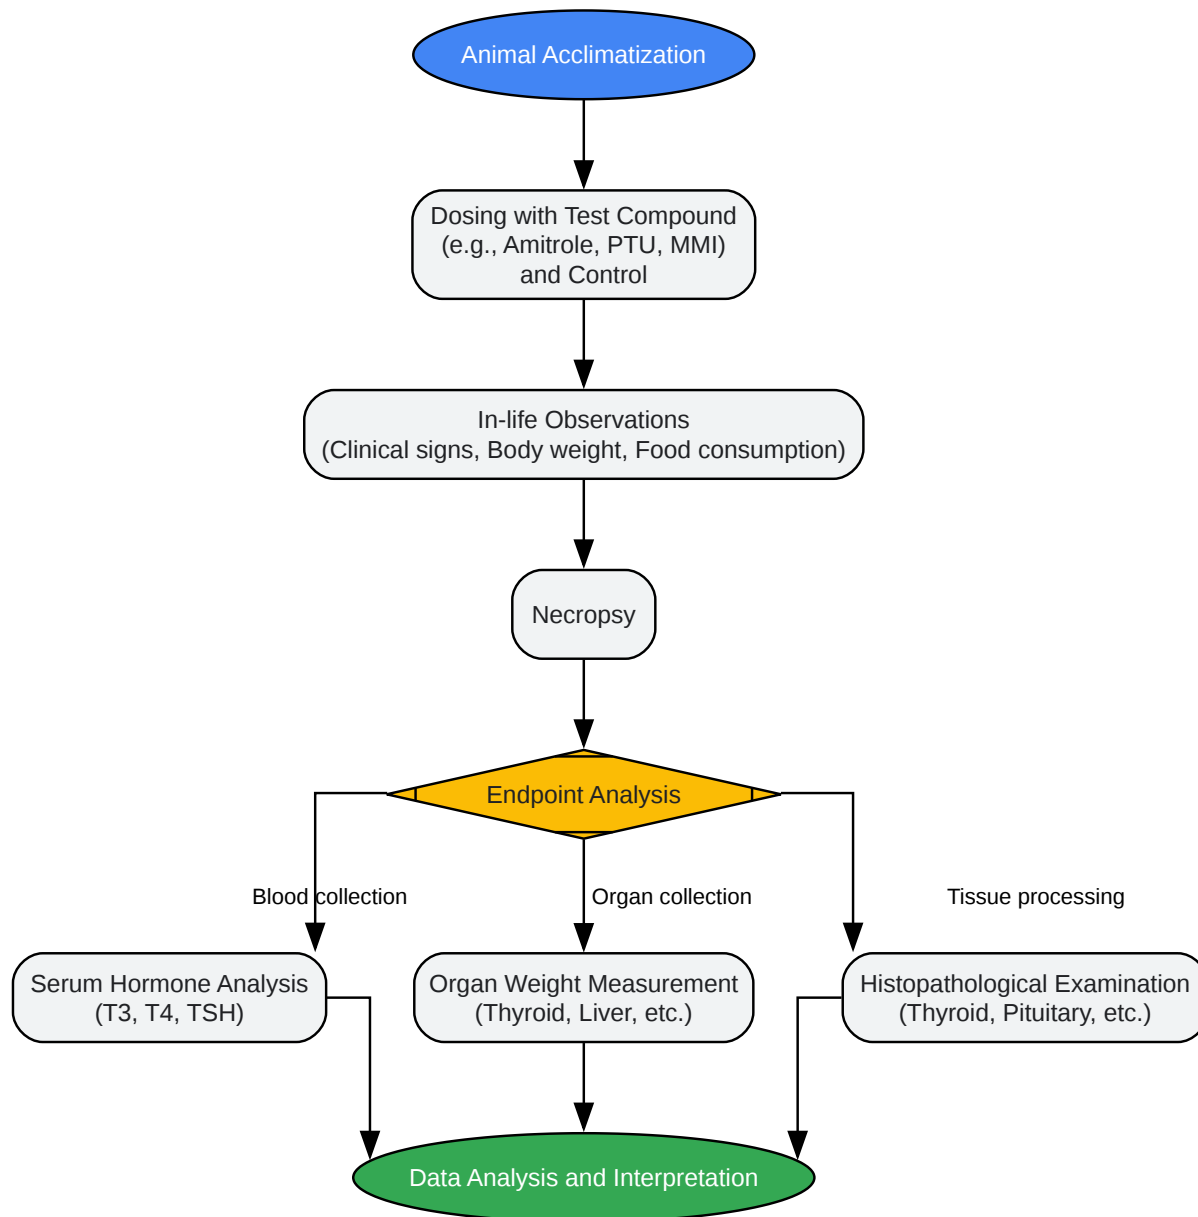 Animal Acclimatization
Dosing with Test Compound
(e.g., Amitrole, PTU, MMI)
and Control
In-life Observations
(Clinical signs, Body weight, Food consumption)
Necropsy
Endpoint Analysis
Blood collection
Organ collection
Tissue processing
Serum Hormone Analysis
(T3, T4, TSH)
Organ Weight Measurement
(Thyroid, Liver, etc.)
Histopathological Examination
(Thyroid, Pituitary, etc.)
Data Analysis and Interpretation